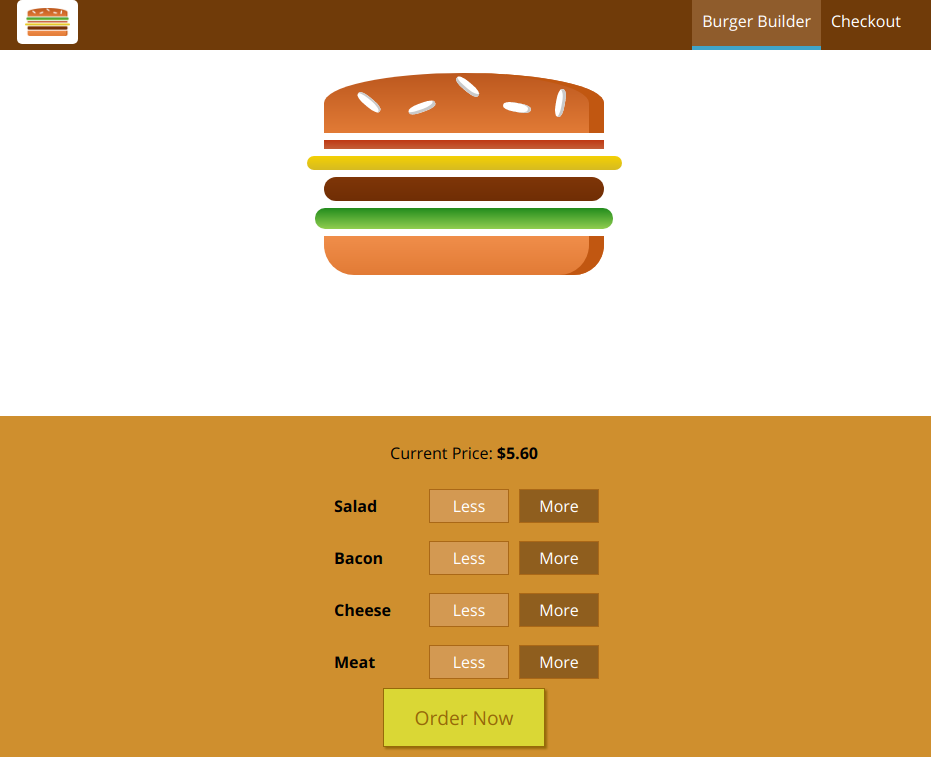 Burger Builder Checkout
Current Price: $5.60
Salad Less More
Bacon Less More
Cheese Less More
Meat Less More
Order Now